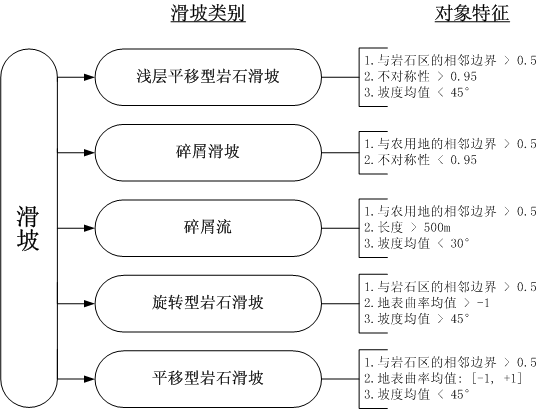 滑坡类别
对象特征
滑坡
浅层平移型岩石滑坡
1.与岩石区的相邻边界 > 0.5
2.不对称性 > 0.95
3.坡度均值 < 45°
碎屑滑坡
1.与农用地的相邻边界 > 0.5
2.不对称性 < 0.95
碎屑流
1.与农用地的相邻边界 > 0.5
2.长度 > 500m
3.坡度均值 < 30°
旋转型岩石滑坡
1.与岩石区的相邻边界 > 0.5
2.地表曲率均值 > -1
3.坡度均值 > 45°
平移型岩石滑坡
1.与岩石区的相邻边界 > 0.5
2.地表曲率均值: [-1, +1]
3.坡度均值 < 45°